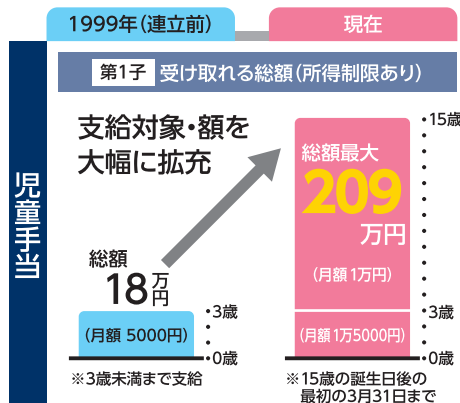 1999年(連立前)
現在
児童手当
第1子 受け取れる総額(所得制限あり)
支給対象・額を
大幅に拡充
総額
18万円
(月額 5000円)
3歳
0歳
※3歳未満まで支給
総額最大
209
万円
(月額 1万円)
(月額 1万5000円)
15歳
3歳
0歳
※15歳の誕生日後の
最初の3月31日まで